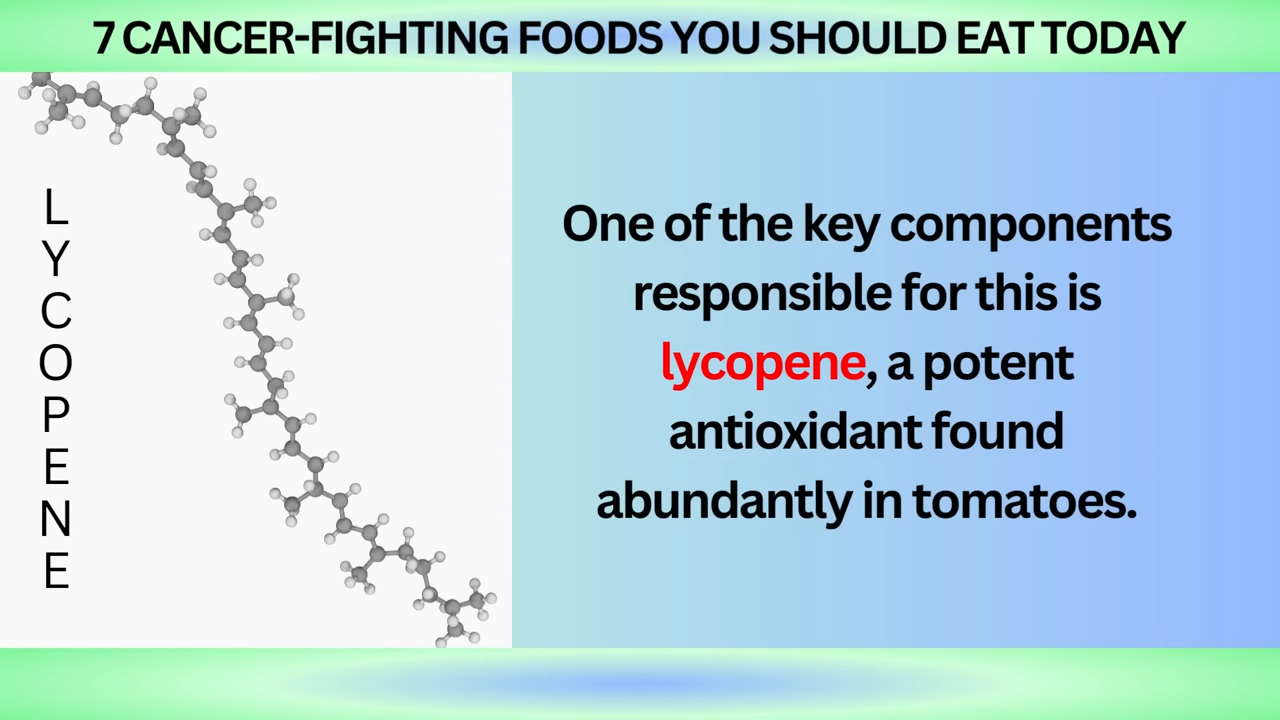 7 CANCER-FIGHTING FOODS YOU SHOULD EAT TODAY
L
Y
C
O
P
E
N
E
One of the key components
responsible for this is
lycopene, a potent
antioxidant found
abundantly in tomatoes.